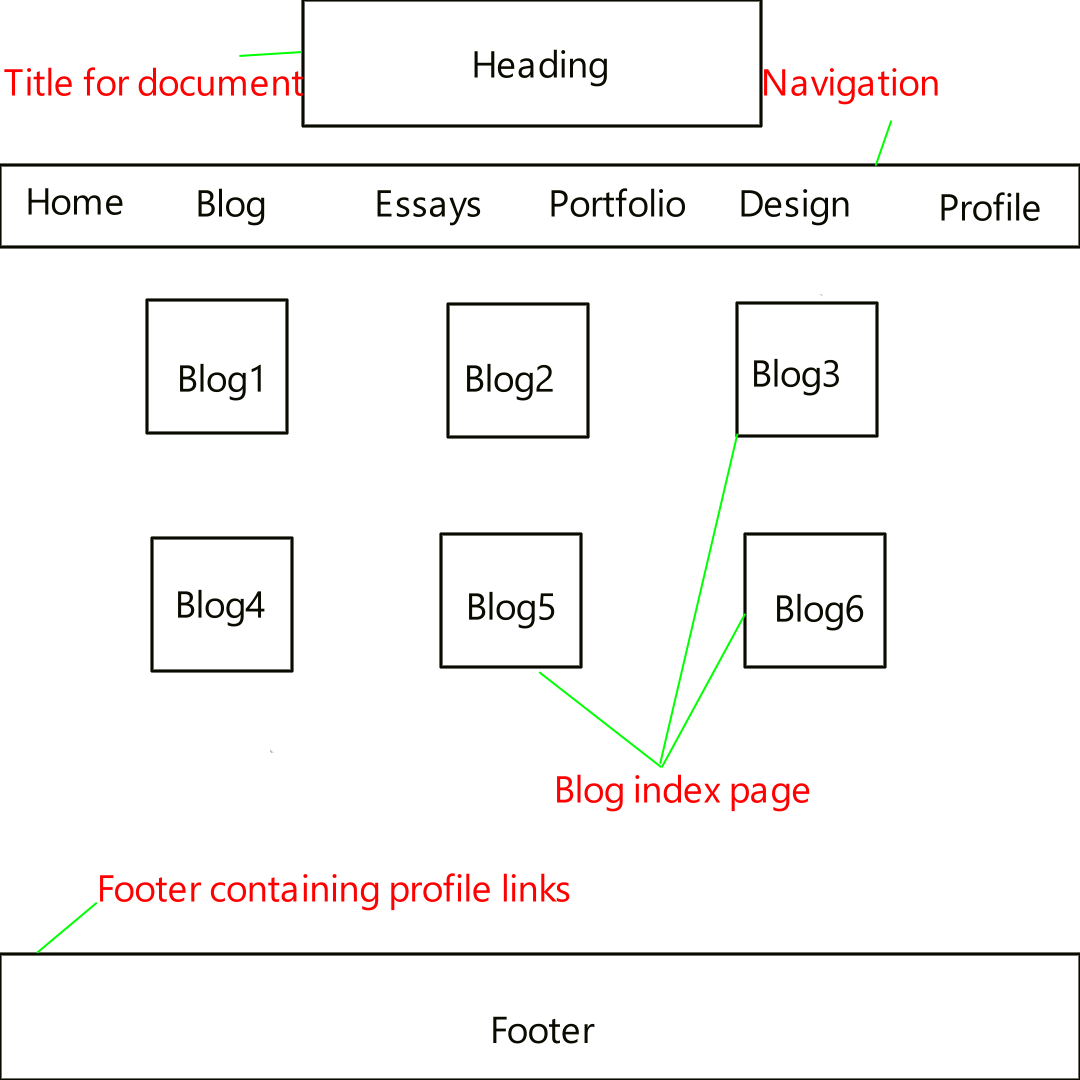 Heading
Title for document
Navigation
Home Blog Essays Portfolio Design Profile
Blog1 Blog2 Blog3
Blog4 Blog5 Blog6
Blog index page
Footer containing profile links
Footer